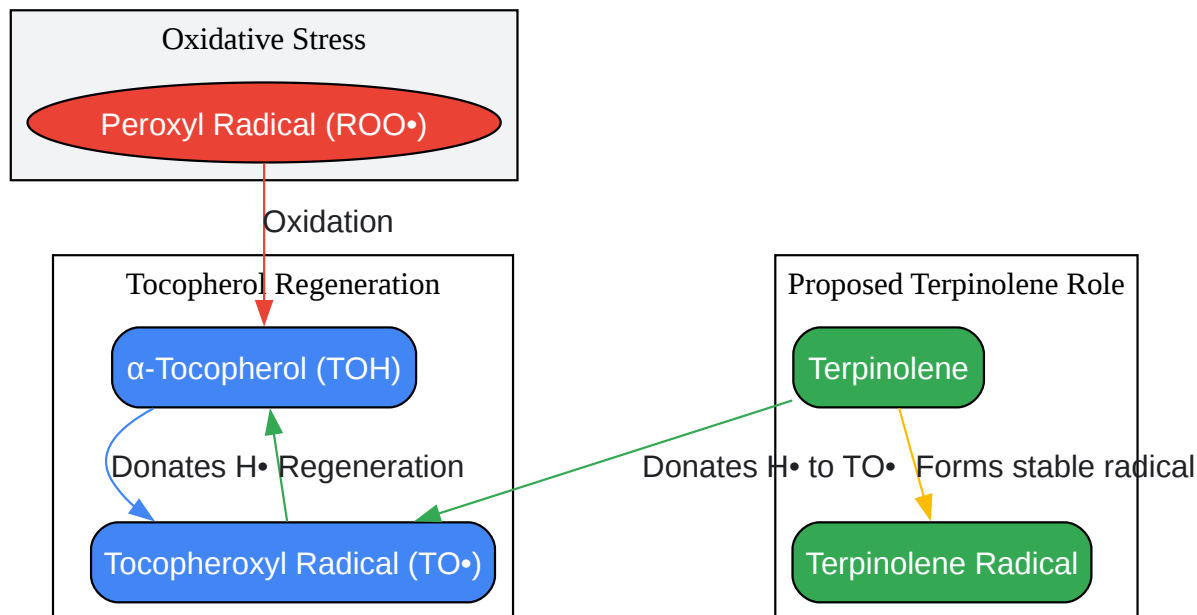 Oxidative Stress
Peroxyl Radical (ROO•)
Oxidation
Tocopherol Regeneration
Proposed Terpinolene Role
α-Tocopherol (TOH)
Terpinolene
Donates H•
Regeneration
Donates H• to TO•
Forms stable radical
Tocopheroxyl Radical (TO•)
Terpinolene Radical